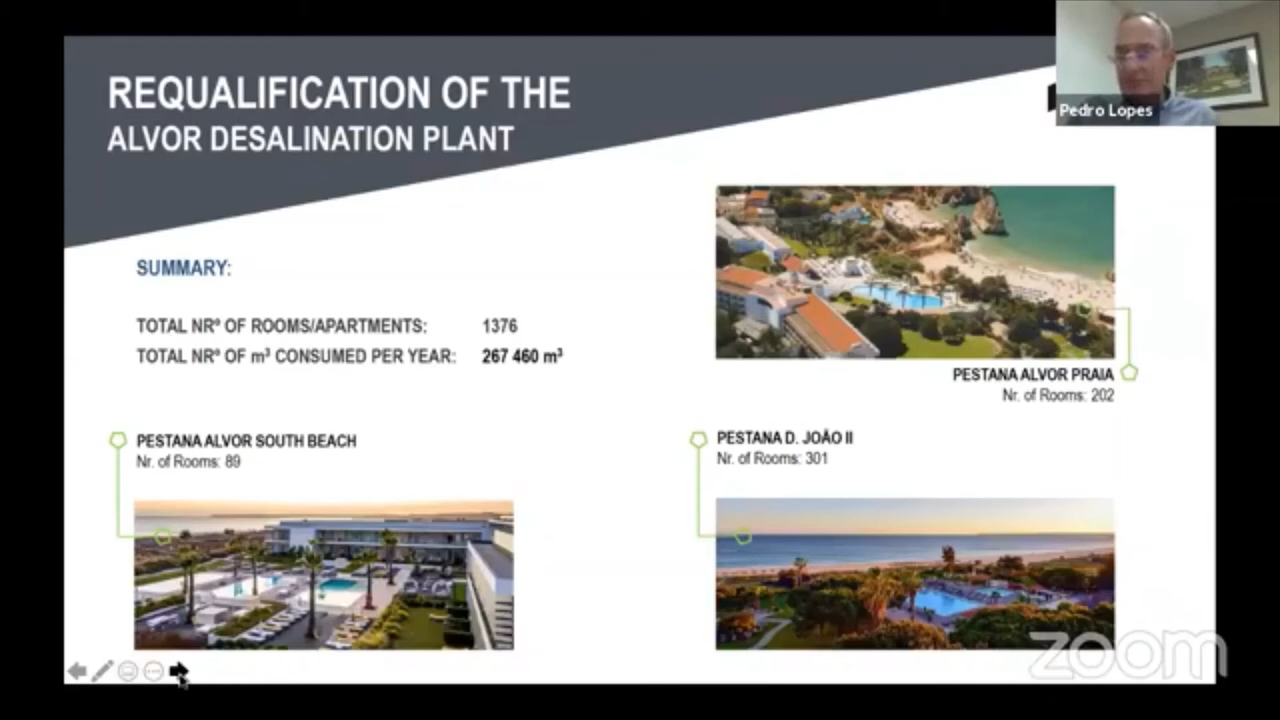 REQUALIFICATION OF THE
ALVOR DESALINATION PLANT
Pedro Lopes
SUMMARY:
TOTAL NRº OF ROOMS/APARTMENTS: 1376
TOTAL NRº OF m³ CONSUMED PER YEAR: 267 460 m³
PESTANA ALVOR PRAIA
Nr. of Rooms: 202
PESTANA ALVOR SOUTH BEACH
Nr. of Rooms: 89
PESTANA D. JOÃO II
Nr. of Rooms: 301
zoom